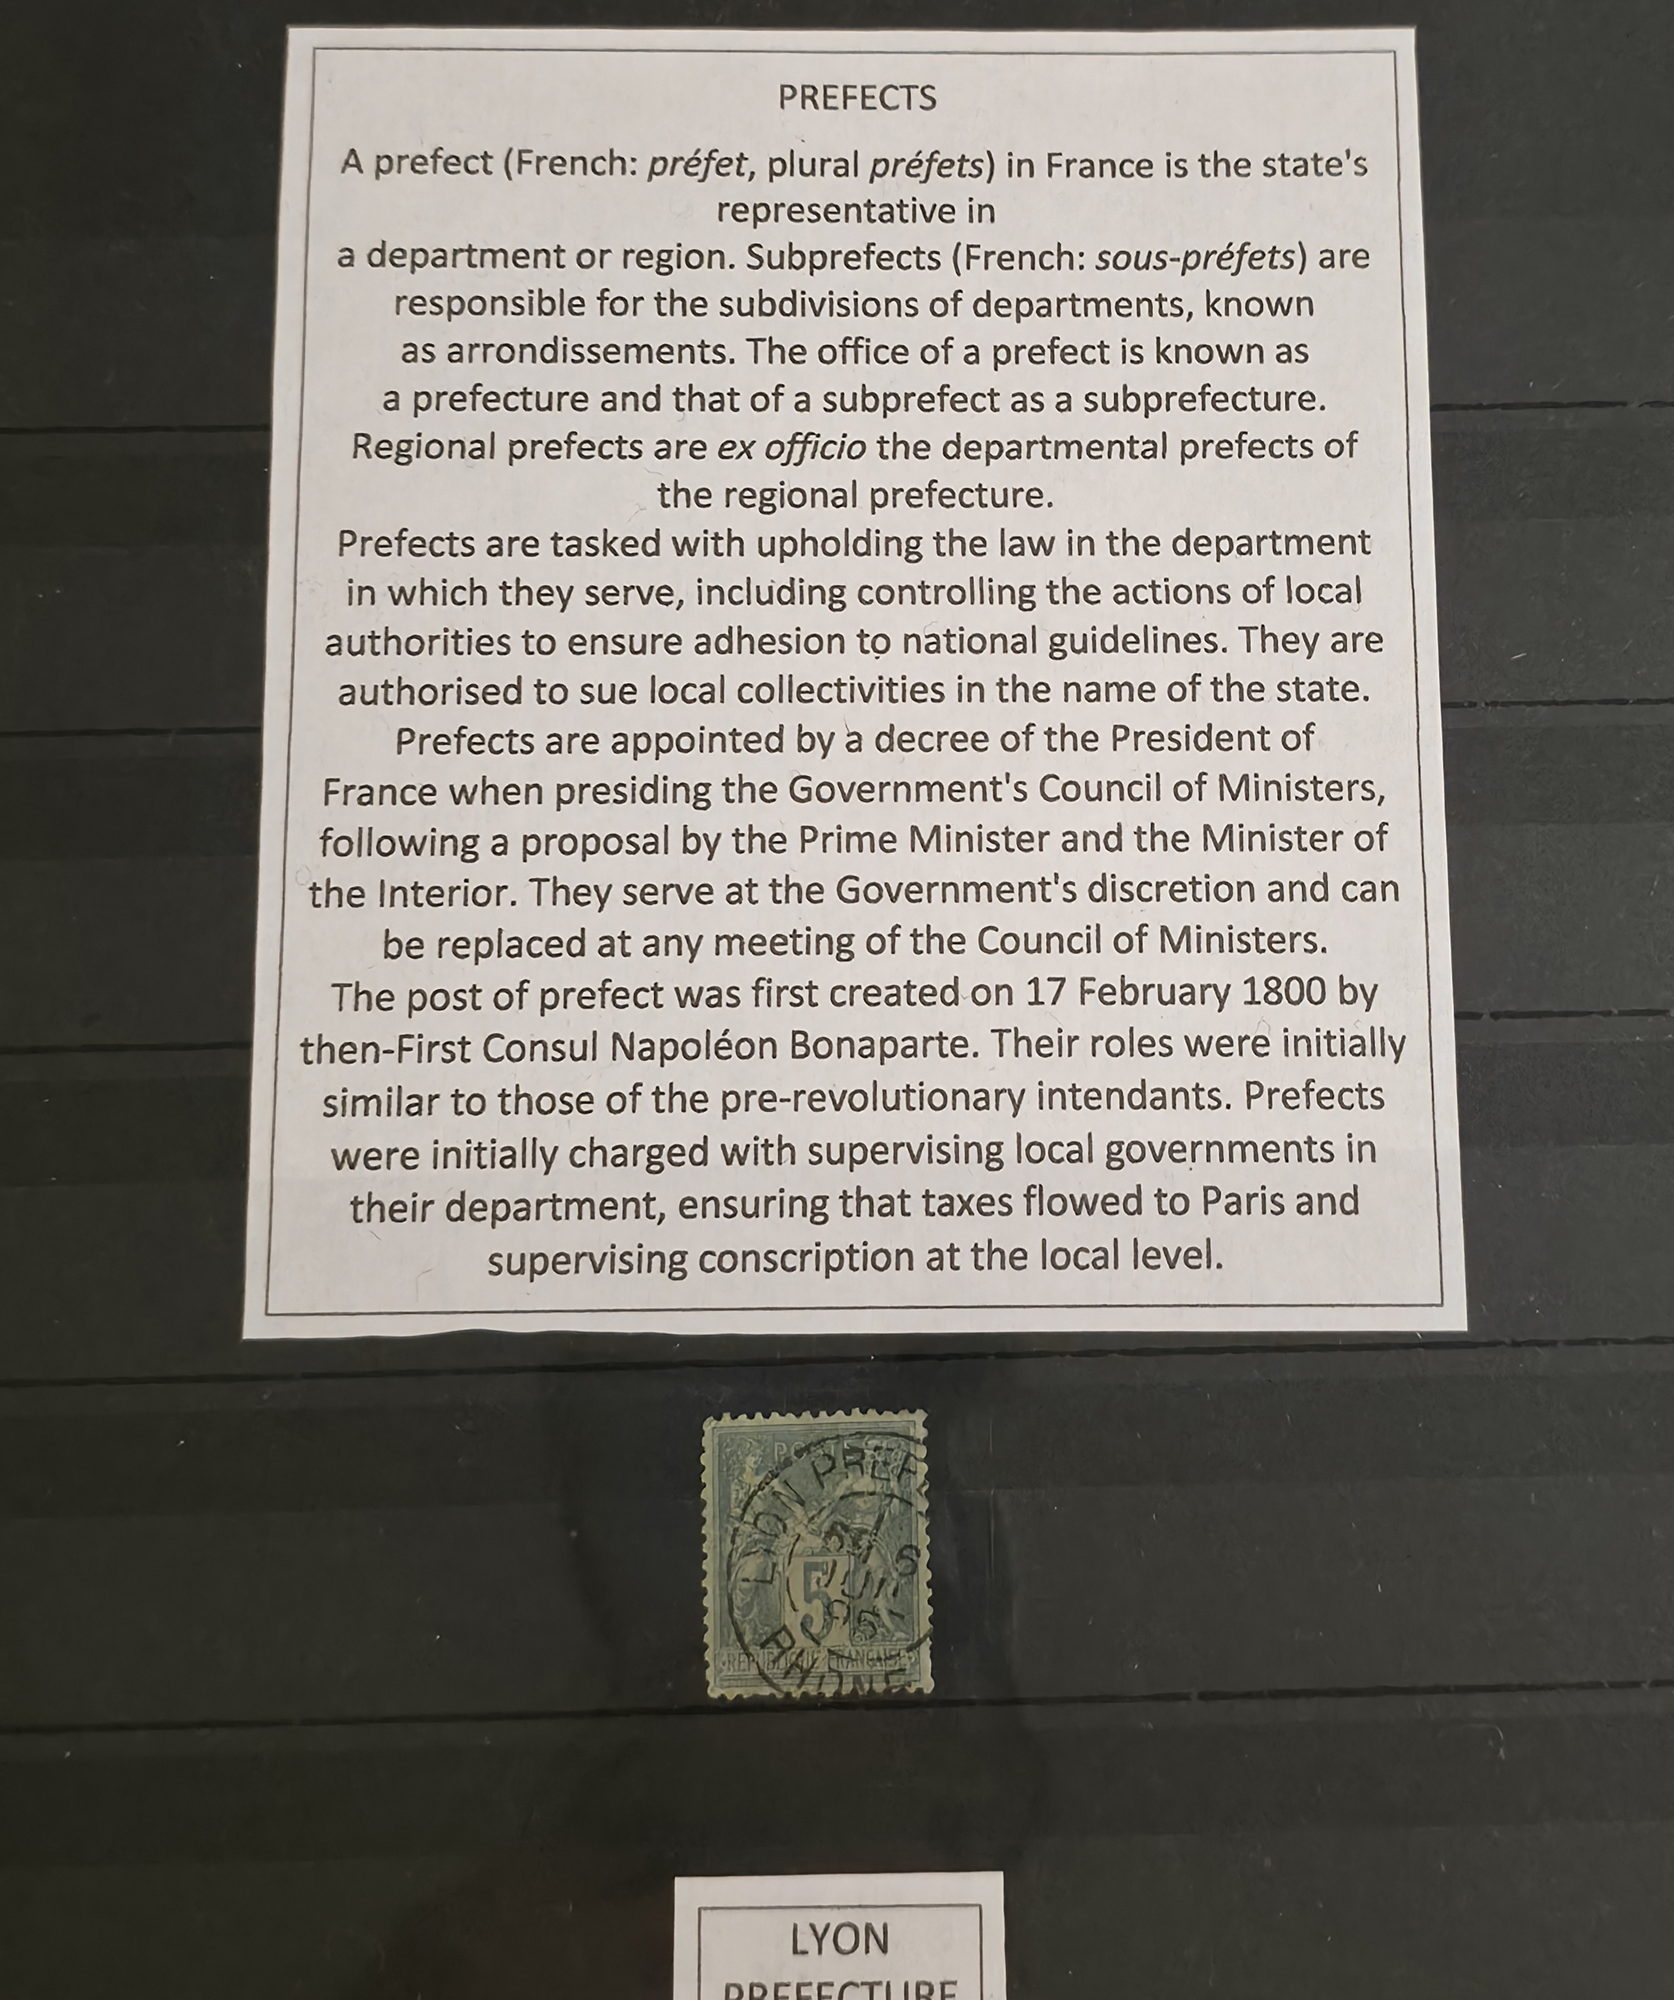 PREFECTS
A prefect (French: préfet, plural préfets) in France is the state's
representative in
a department or region. Subprefects (French: sous-préfets) are
responsible for the subdivisions of departments, known
as arrondissements. The office of a prefect is known as
a prefecture and that of a subprefect as a subprefecture.
Regional prefects are ex officio the departmental prefects of
the regional prefecture.
Prefects are tasked with upholding the law in the department
in which they serve, including controlling the actions of local
authorities to ensure adhesion to national guidelines. They are
authorised to sue local collectivities in the name of the state.
Prefects are appointed by a decree of the President of
France when presiding the Government's Council of Ministers,
following a proposal by the Prime Minister and the Minister of
the Interior. They serve at the Government's discretion and can
be replaced at any meeting of the Council of Ministers.
The post of prefect was first created on 17 February 1800 by
then-First Consul Napoléon Bonaparte. Their roles were initially
similar to those of the pre-revolutionary intendants. Prefects
were initially charged with supervising local governments in
their department, ensuring that taxes flowed to Paris and
supervising conscription at the local level.
LYON PREF
6
5
RHONE
REPUBLIQUE FRANÇAISE
LYON
PREFECTURE